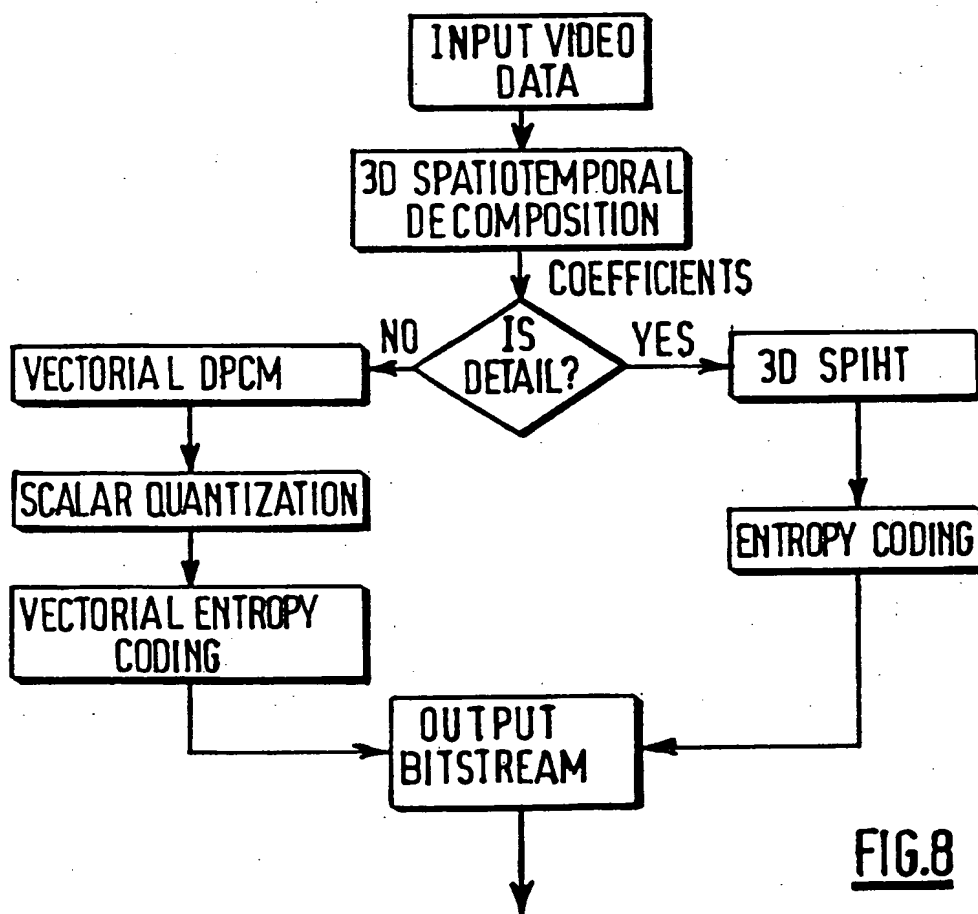 INPUT VIDEO
DATA
3D SPATIOTEMPORAL
DECOMPOSITION
COEFFICIENTS
NO
IS
DETAIL?
YES
VECTORIAL DPCM
3D SPIHT
SCALAR QUANTIZATION
ENTROPY CODING
VECTORIAL ENTROPY
CODING
OUTPUT
BITSTREAM
FIG.8